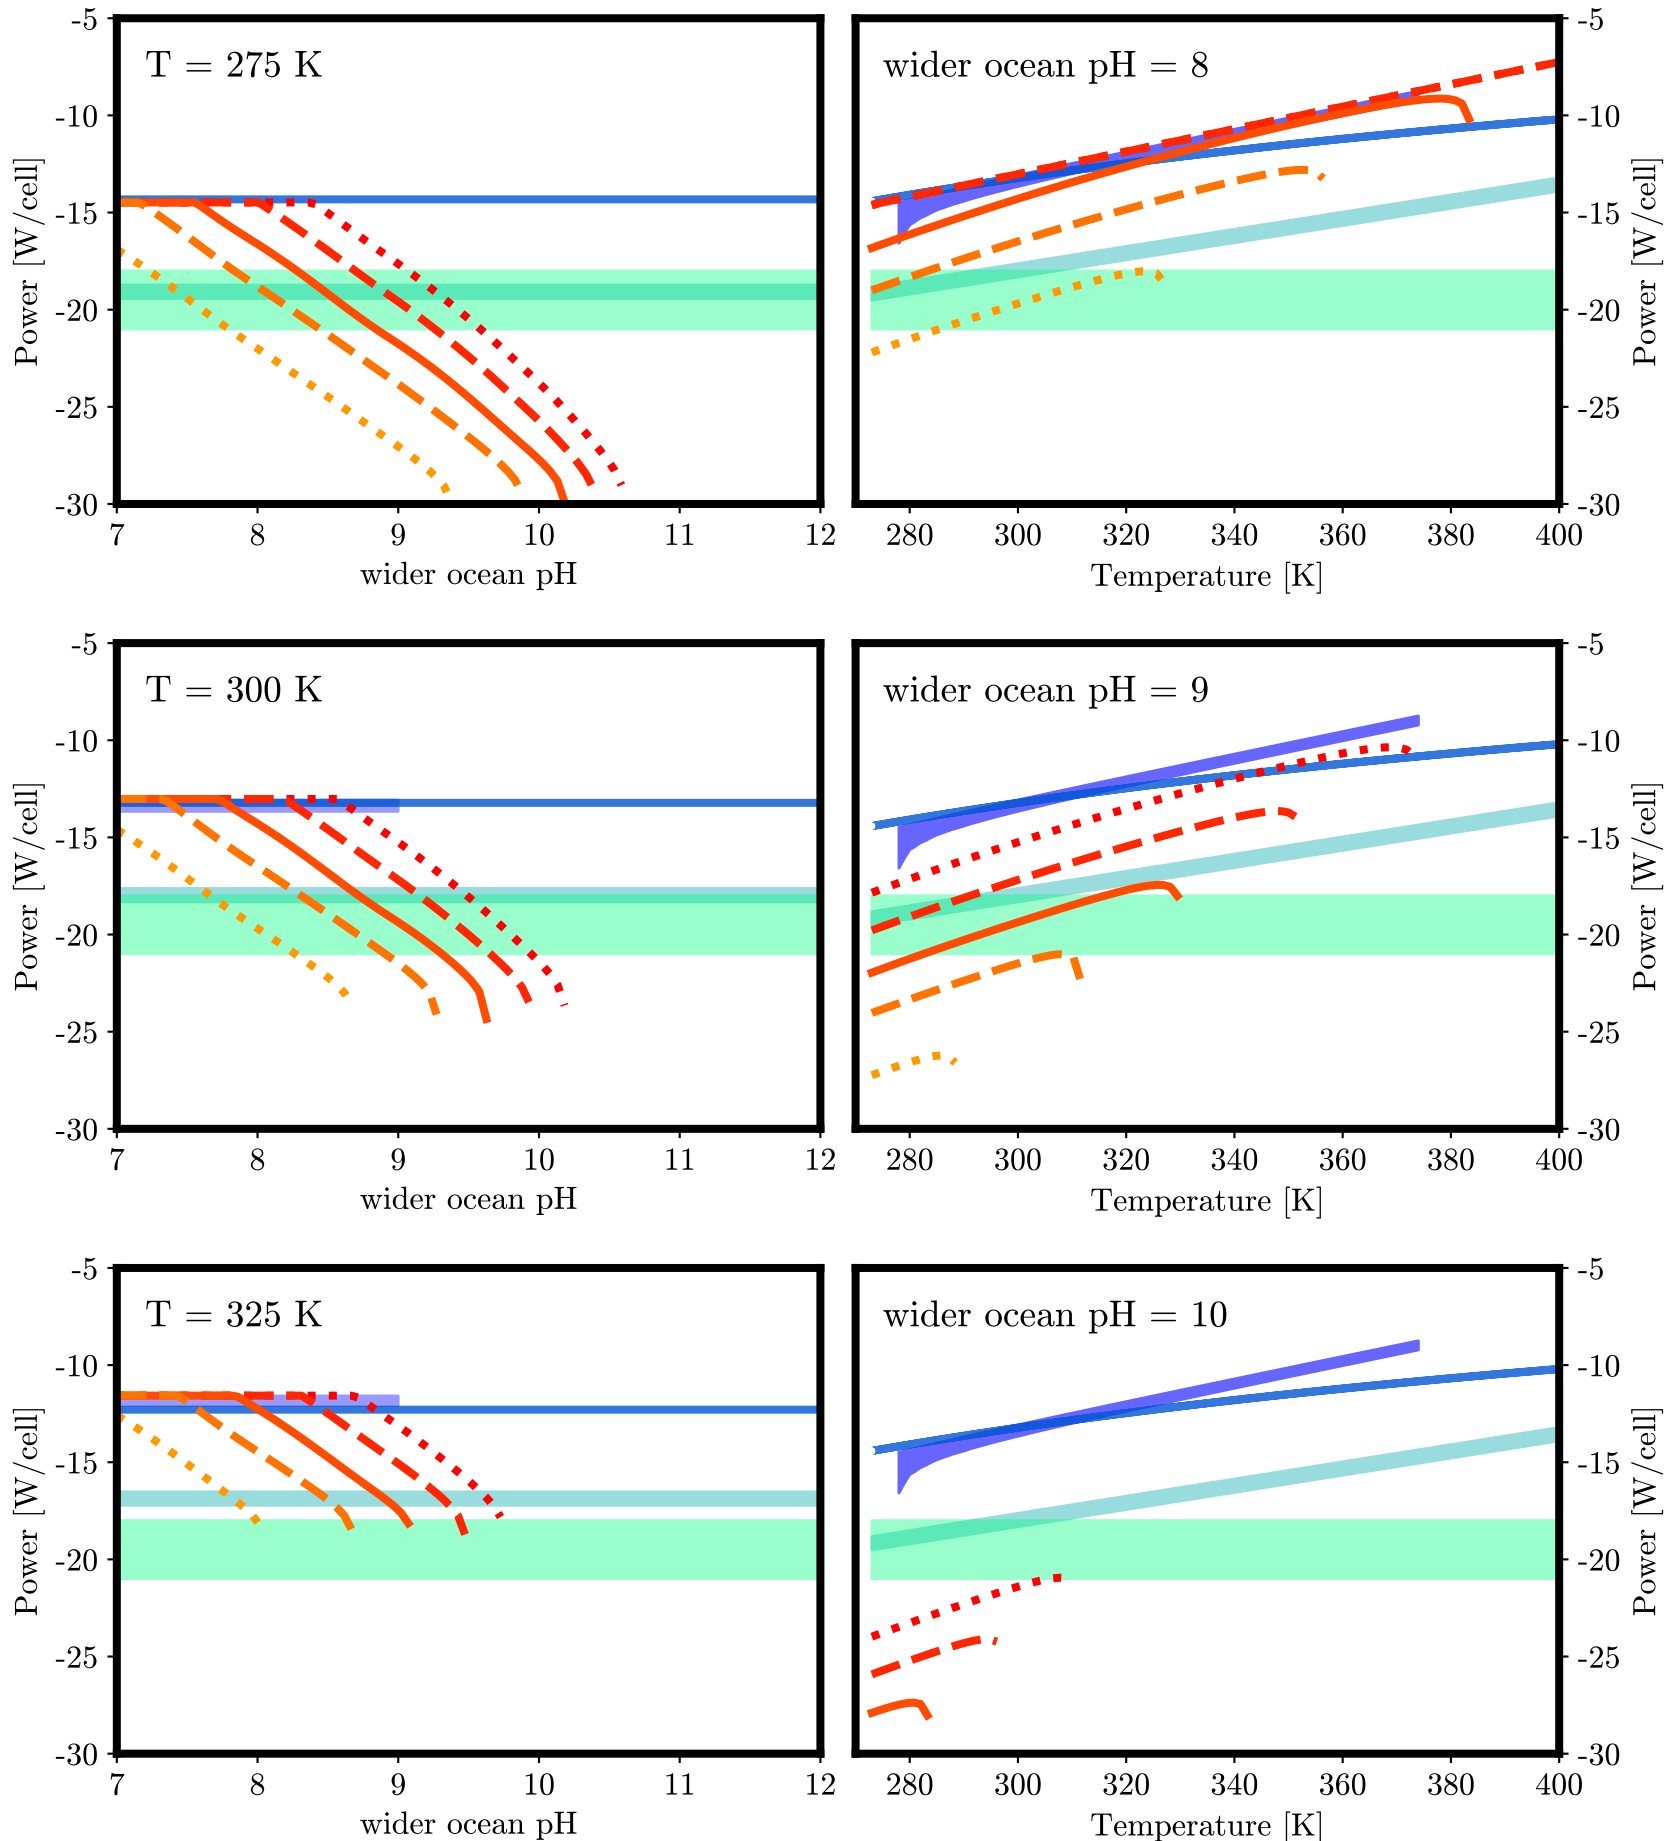 -5
-10
-15
-20
-25
-30
Power [W/cell]
T = 275 K
7 8 9 10 11 12
wider ocean pH
wider ocean pH = 8
280 300 320 340 360 380 400
Temperature [K]
-5
-10
-15
-20
-25
-30
Power [W/cell]
-5
-10
-15
-20
-25
-30
Power [W/cell]
T = 300 K
7 8 9 10 11 12
wider ocean pH
wider ocean pH = 9
280 300 320 340 360 380 400
Temperature [K]
-5
-10
-15
-20
-25
-30
Power [W/cell]
-5
-10
-15
-20
-25
-30
Power [W/cell]
T = 325 K
7 8 9 10 11 12
wider ocean pH
wider ocean pH = 10
280 300 320 340 360 380 400
Temperature [K]
-5
-10
-15
-20
-25
-30
Power [W/cell]